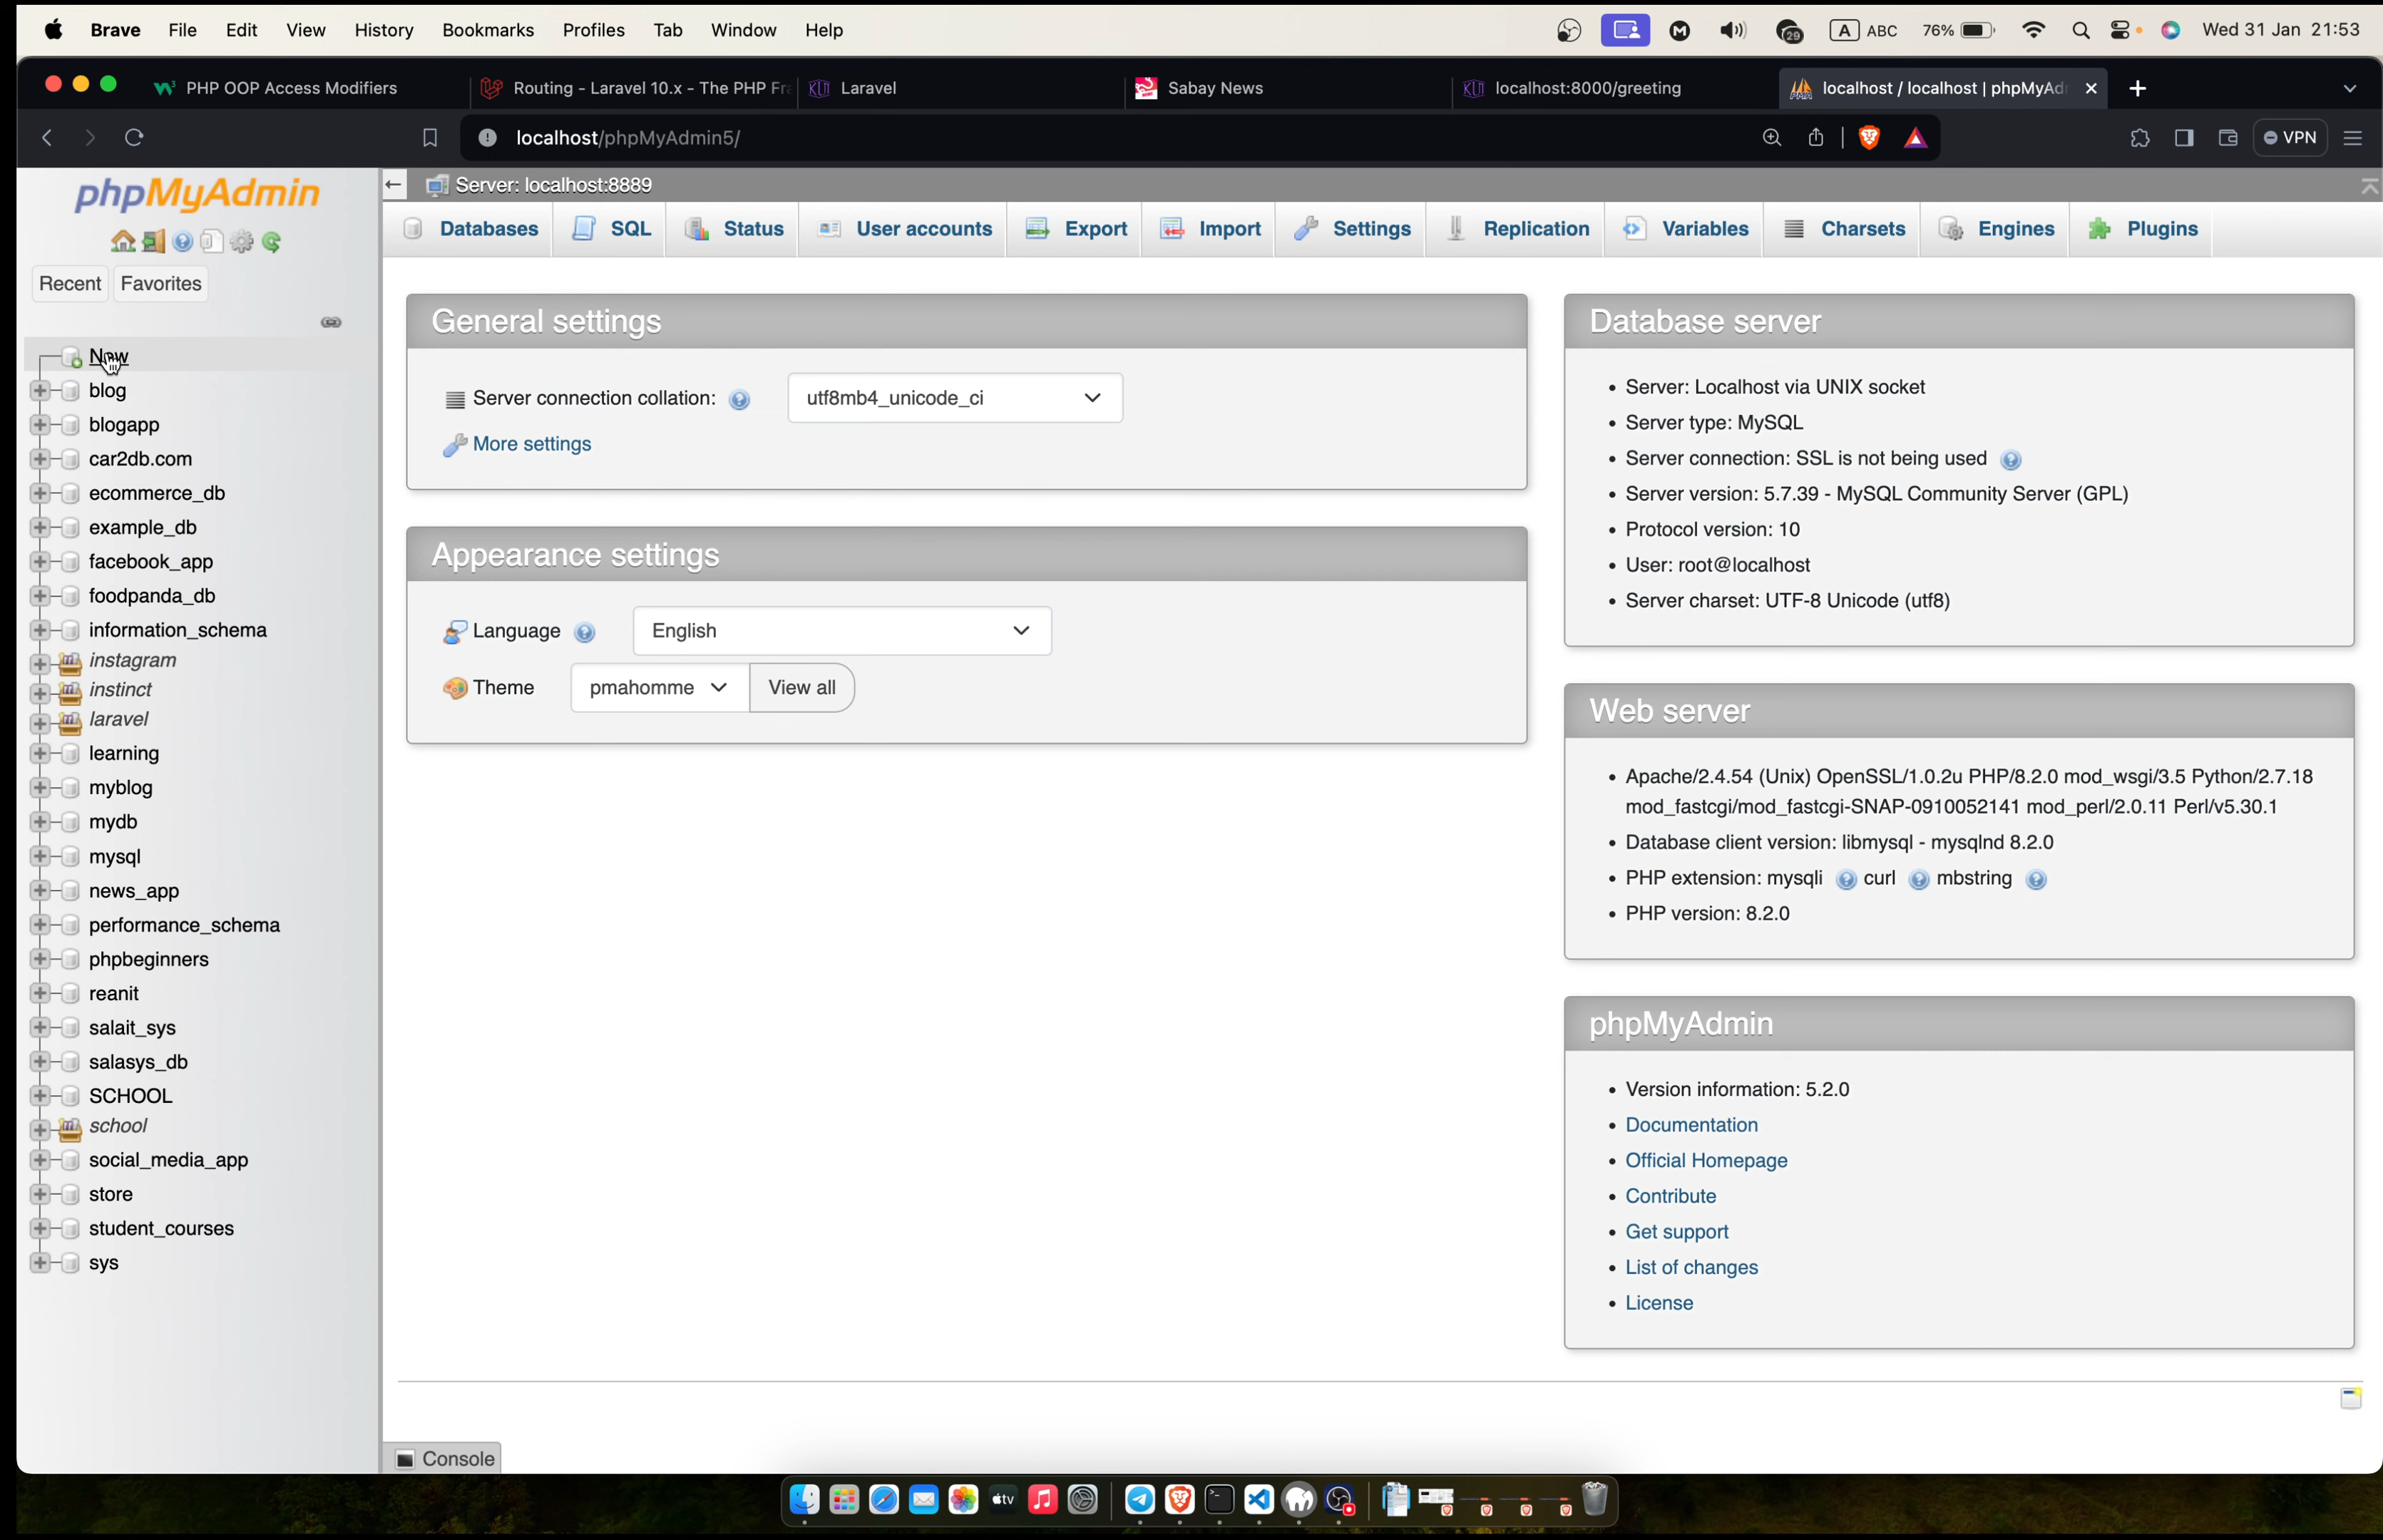 Brave File Edit View History Bookmarks Profiles Tab Window Help 29 A ABC 76% Wed 31 Jan 21:53
PHP OOP Access Modifiers Routing - Laravel 10.x - The PHP Fra Laravel Sabay News localhost:8000/greeting localhost / localhost | phpMyAd
localhost/phpMyAdmin5/ VPN
phpMyAdmin
Recent Favorites
New
blog
blogapp
car2db.com
ecommerce_db
example_db
facebook_app
foodpanda_db
information_schema
instagram
instinct
laravel
learning
myblog
mydb
mysql
news_app
performance_schema
phpbeginners
reanit
salait_sys
salasys_db
SCHOOL
school
social_media_app
store
student_courses
sys
Server: localhost:8889
Databases SQL Status User accounts Export Import Settings Replication Variables Charsets Engines Plugins
General settings
Server connection collation: utf8mb4_unicode_ci
More settings
Appearance settings
Language English
Theme pmahomme View all
Database server
• Server: Localhost via UNIX socket
• Server type: MySQL
• Server connection: SSL is not being used
• Server version: 5.7.39 - MySQL Community Server (GPL)
• Protocol version: 10
• User: root@localhost
• Server charset: UTF-8 Unicode (utf8)
Web server
• Apache/2.4.54 (Unix) OpenSSL/1.0.2u PHP/8.2.0 mod_wsgi/3.5 Python/2.7.18
mod_fastcgi/mod_fastcgi-SNAP-0910052141 mod_perl/2.0.11 Perl/v5.30.1
• Database client version: libmysql - mysqlnd 8.2.0
• PHP extension: mysqli curl mbstring
• PHP version: 8.2.0
phpMyAdmin
• Version information: 5.2.0
• Documentation
• Official Homepage
• Contribute
• Get support
• List of changes
• License
Console
tv